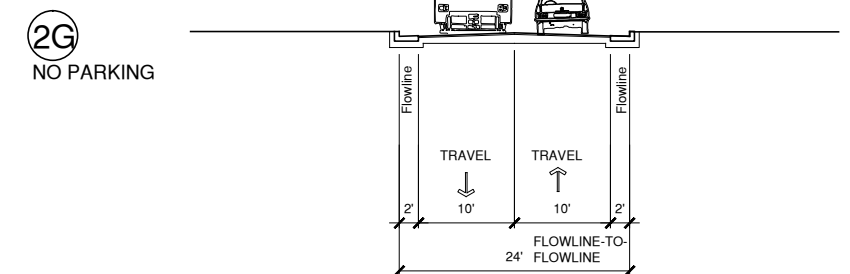 2G
NO PARKING
Flowline
Flowline
TRAVEL
TRAVEL
2'
10'
10'
2'
24'
FLOWLINE-TO-
FLOWLINE